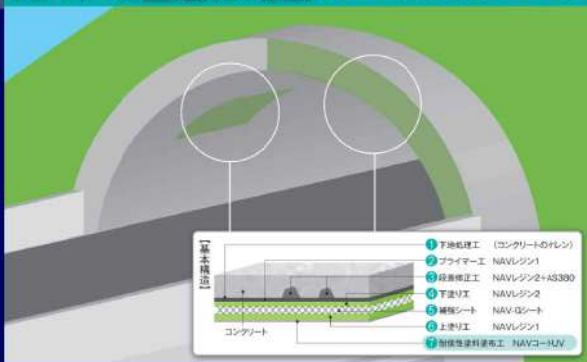 【基本構造】
コンクリート
1 下地処理工 （コンクリートのケレン）
2 プライマー工 NAVレジン1
3 段差修正工 NAVレジン2+AS380
4 下塗り工 NAVレジン2
5 補強シート NAV-Gシート
6 上塗り工 NAVレジン1
7 耐候性塗料塗布工 NAVコートUV